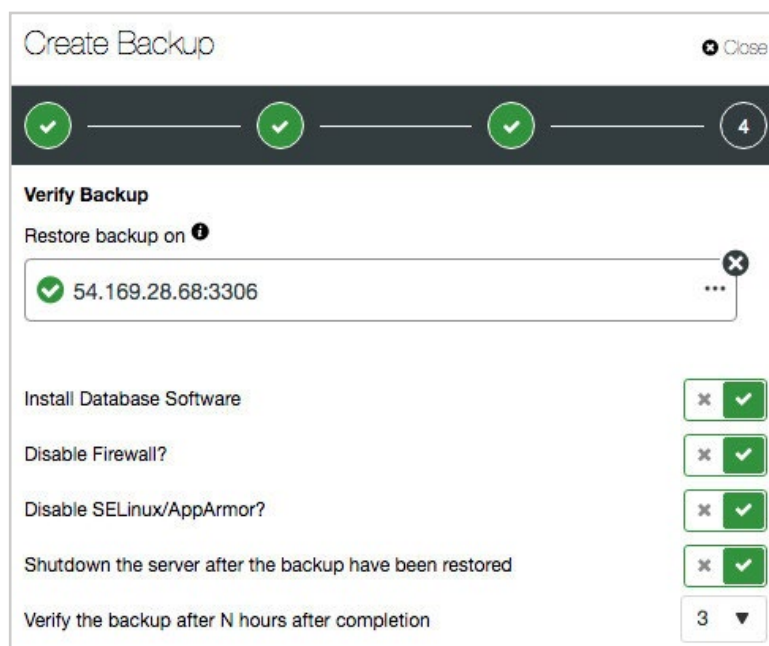 Create Backup
Close
4
Verify Backup
Restore backup on
54.169.28.68:3306
Install Database Software
Disable Firewall?
Disable SELinux/AppArmor?
Shutdown the server after the backup have been restored
Verify the backup after N hours after completion
3